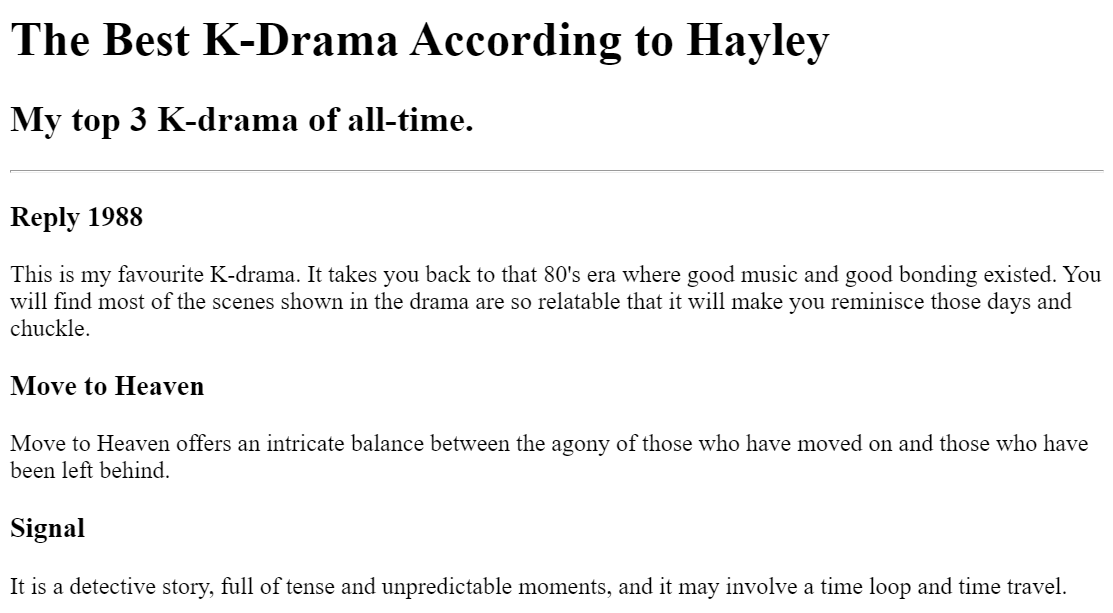 The Best K-Drama According to Hayley
My top 3 K-drama of all-time.
Reply 1988
This is my favourite K-drama. It takes you back to that 80's era where good music and good bonding existed. You
will find most of the scenes shown in the drama are so relatable that it will make you reminisce those days and
chuckle.
Move to Heaven
Move to Heaven offers an intricate balance between the agony of those who have moved on and those who have
been left behind.
Signal
It is a detective story, full of tense and unpredictable moments, and it may involve a time loop and time travel.